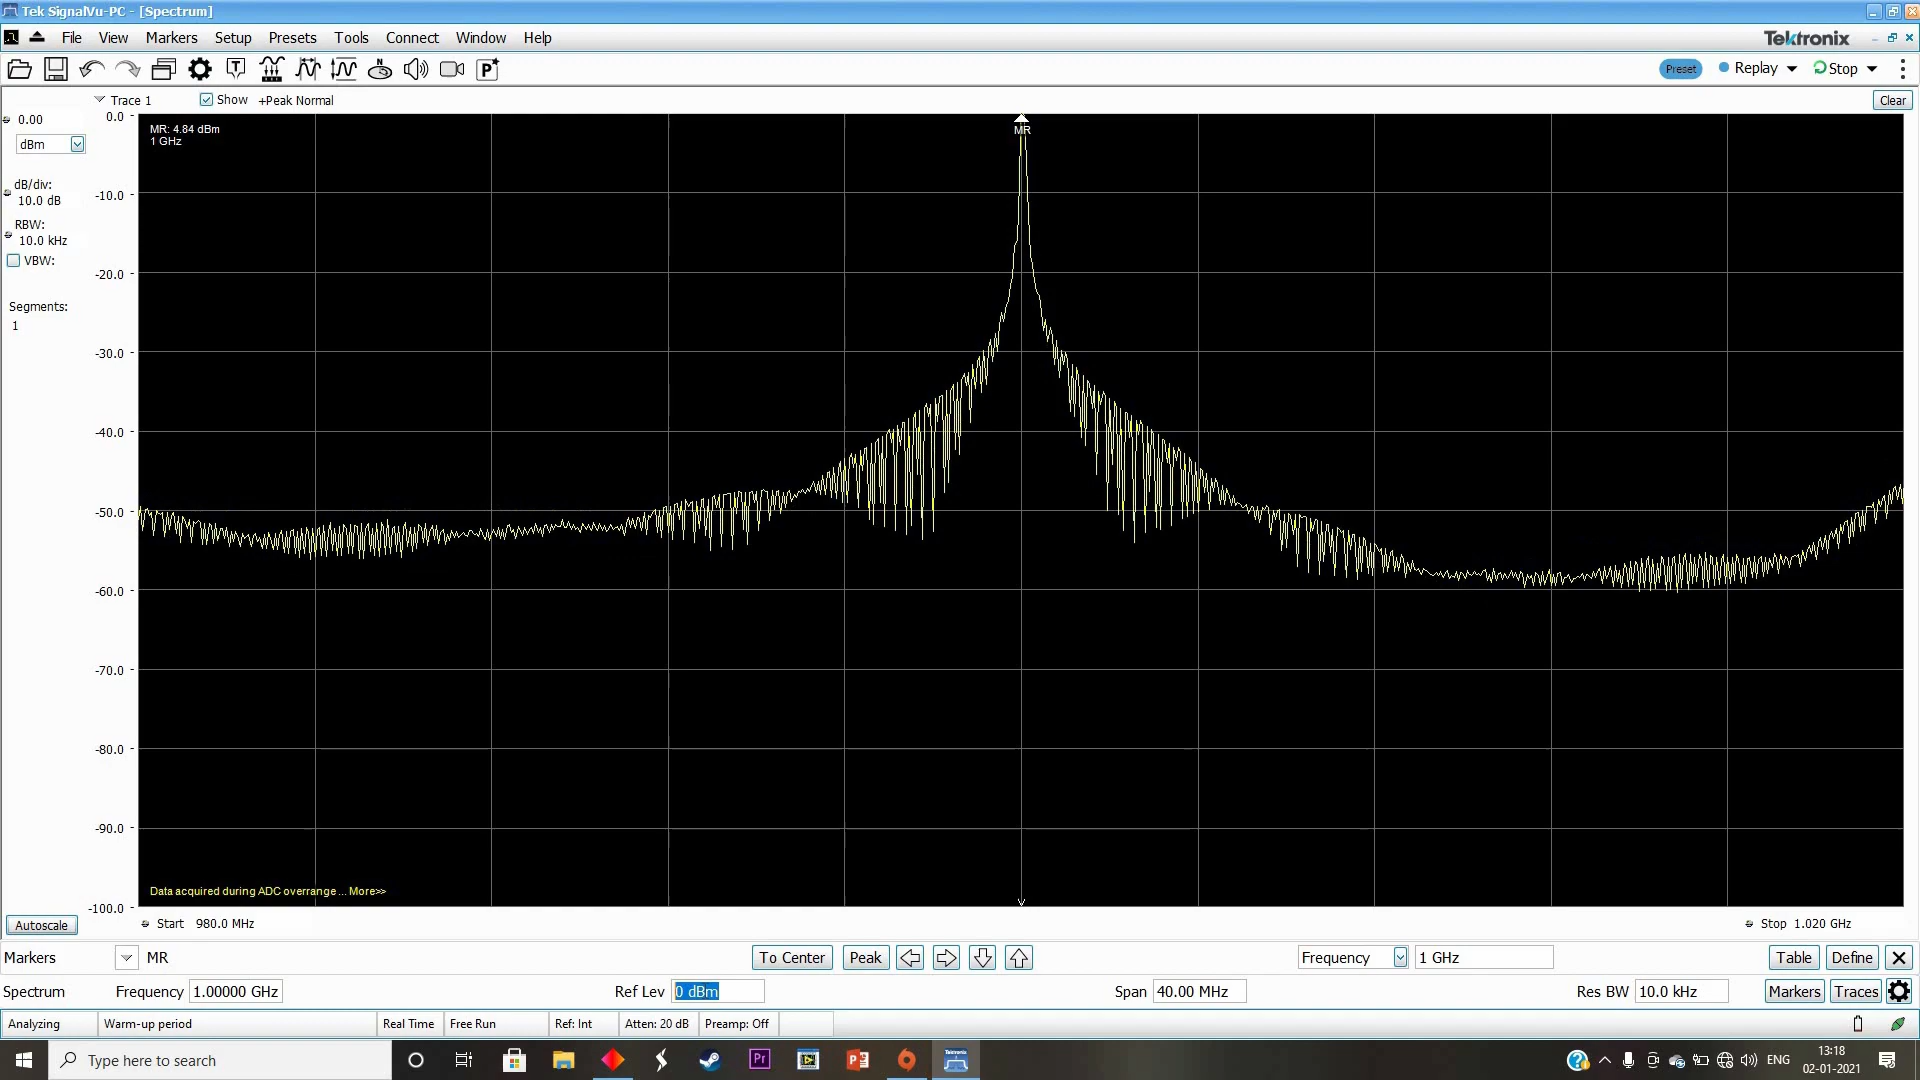 Tek SignalVu-PC - [Spectrum]
File View Markers Setup Presets Tools Connect Window Help
Tektronix
T N P Preset Replay Stop
Trace 1 Show +Peak Normal Clear
0.00
dBm
dB/div:
10.0 dB
RBW:
10.0 kHz
VBW:
Segments:
1
0.0
-10.0
-20.0
-30.0
-40.0
-50.0
-60.0
-70.0
-80.0
-90.0
-100.0
MR: 4.84 dBm
1 GHz
MR
Data acquired during ADC overrange ... More>>
Autoscale Start 980.0 MHz Stop 1.020 GHz
Markers MR To Center Peak Frequency 1 GHz Table Define
Spectrum Frequency 1.00000 GHz Ref Lev 0 dBm Span 40.00 MHz Res BW 10.0 kHz Markers Traces
Analyzing Warm-up period Real Time Free Run Ref: Int Atten: 20 dB Preamp: Off
Type here to search Pr ENG 13:18
02-01-2021